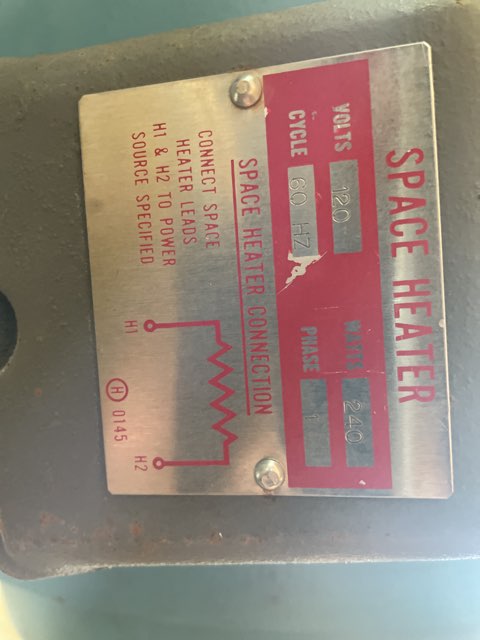 SPACE HEATER
VOLTS 120 WATTS 240
CYCLE 60 HZ PHASE 1
SPACE HEATER CONNECTION
CONNECT SPACE
HEATER LEADS
H1 & H2 TO POWER
SOURCE SPECIFIED
H1 H2
H 0145